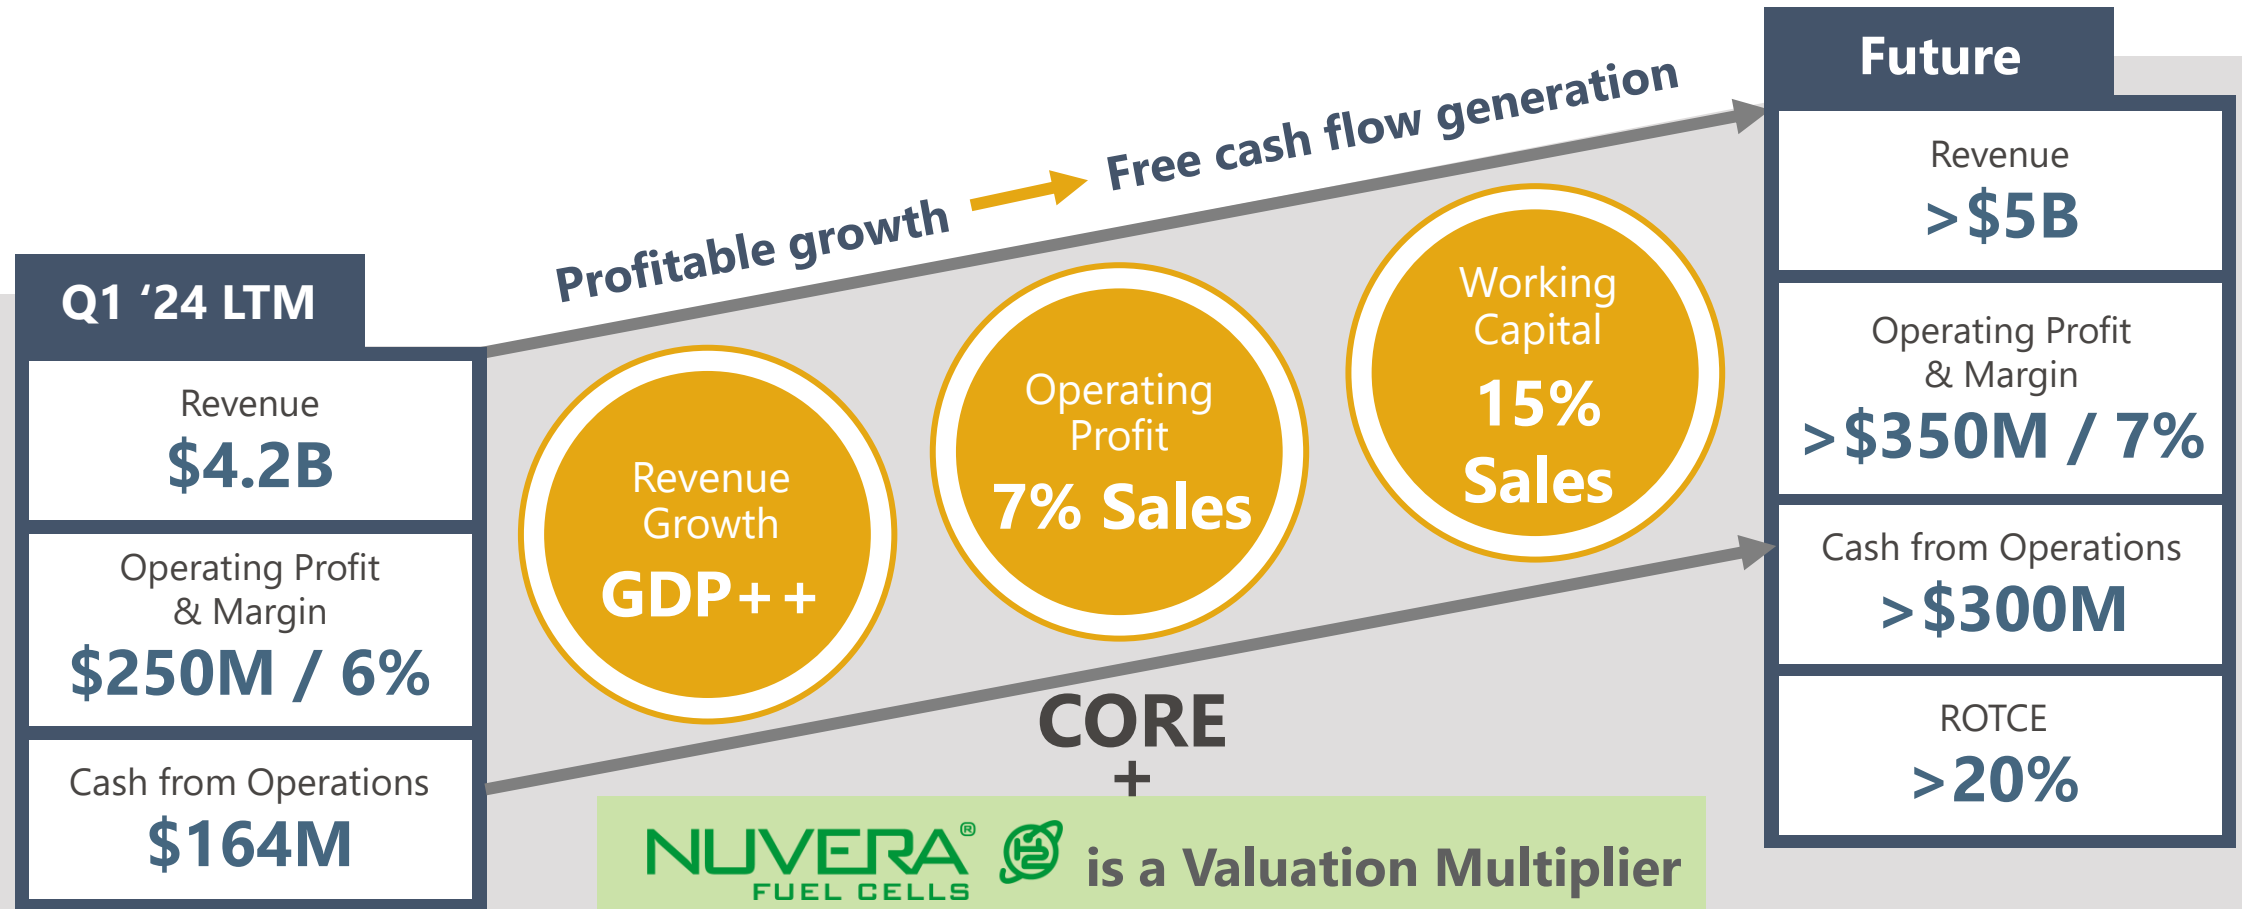 Q1 ‘24 LTM
Revenue
$4.2B
Operating Profit
& Margin
$250M / 6%
Cash from Operations
$164M
Profitable growth
Free cash flow generation
Revenue
Growth
GDP++
Operating
Profit
7% Sales
Working
Capital
15%
Sales
CORE
+
NUVERA®
FUEL CELLS
is a Valuation Multiplier
Future
Revenue
>$5B
Operating Profit
& Margin
>$350M / 7%
Cash from Operations
>$300M
ROTCE
>20%